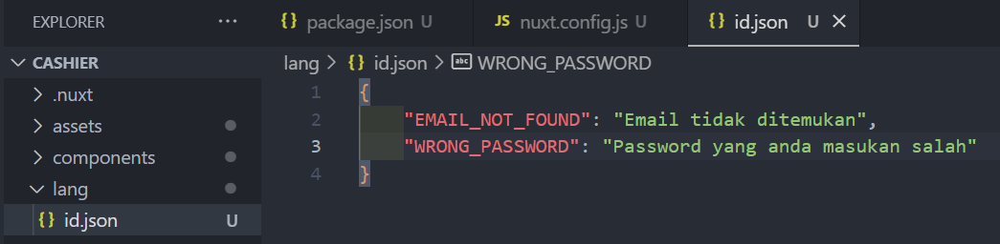 EXPLORER ···
{} package.json U JS nuxt.config.js U {} id.json U ×
CASHIER
lang > {} id.json > abc WRONG_PASSWORD
.nuxt
assets
components
lang
{} id.json U
1 {
2 "EMAIL_NOT_FOUND": "Email tidak ditemukan",
3 "WRONG_PASSWORD": "Password yang anda masukan salah"
4 }